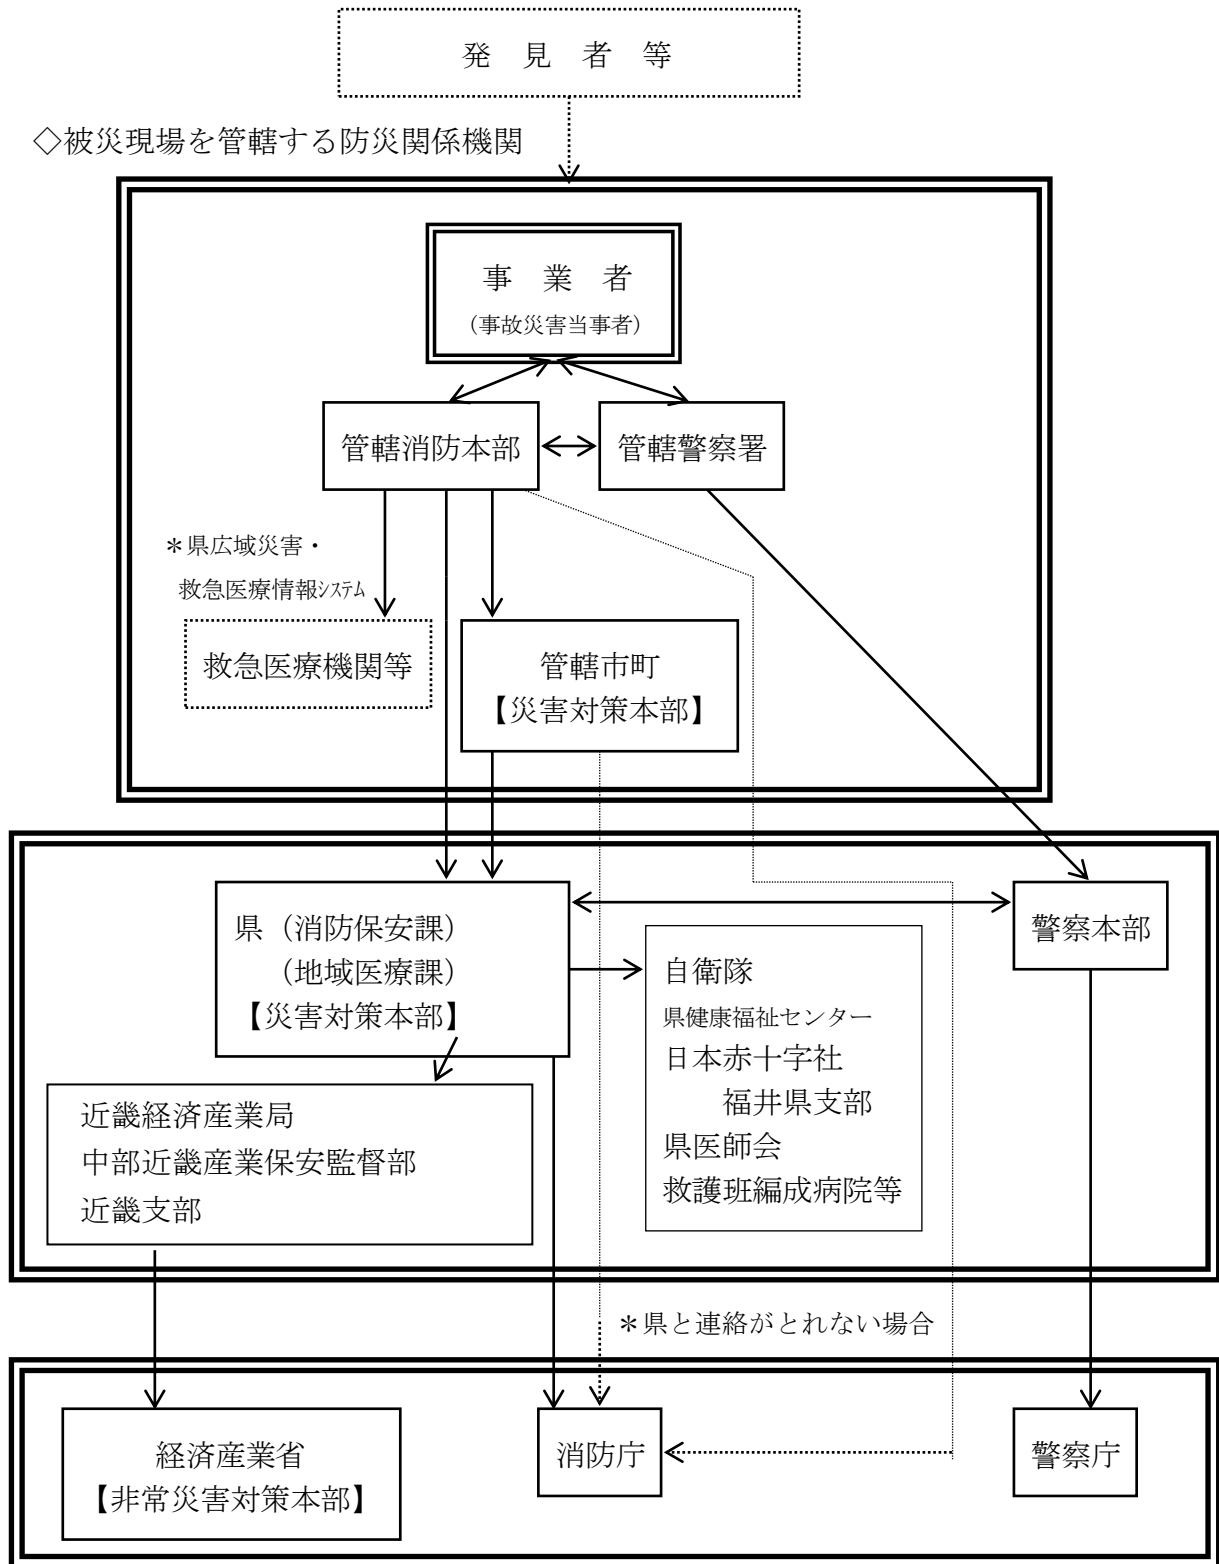 発 見 者 等
◇被災現場を管轄する防災関係機関
事 業 者
（事故災害当事者）
管轄消防本部
管轄警察署
＊県広域災害・
救急医療情報ｼｽﾃﾑ
救急医療機関等
管轄市町
【災害対策本部】
県（消防保安課）
（地域医療課）
【災害対策本部】
警察本部
自衛隊
県健康福祉センター
日本赤十字社
福井県支部
県医師会
救護班編成病院等
近畿経済産業局
中部近畿産業保安監督部
近畿支部
＊県と連絡がとれない場合
経済産業省
【非常災害対策本部】
消防庁
警察庁